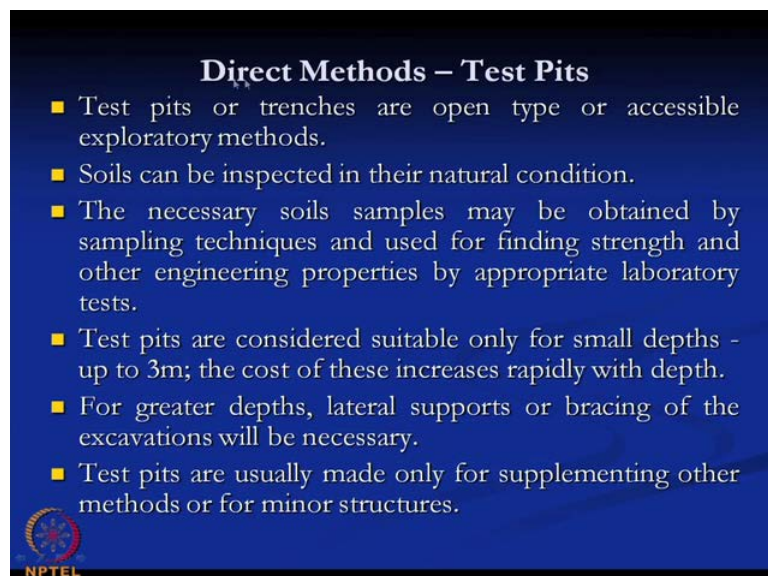 Direct Methods – Test Pits
Test pits or trenches are open type or accessible
exploratory methods.
Soils can be inspected in their natural condition.
The necessary soils samples may be obtained by
sampling techniques and used for finding strength and
other engineering properties by appropriate laboratory
tests.
Test pits are considered suitable only for small depths -
up to 3m; the cost of these increases rapidly with depth.
For greater depths, lateral supports or bracing of the
excavations will be necessary.
Test pits are usually made only for supplementing other
methods or for minor structures.
NPTEL